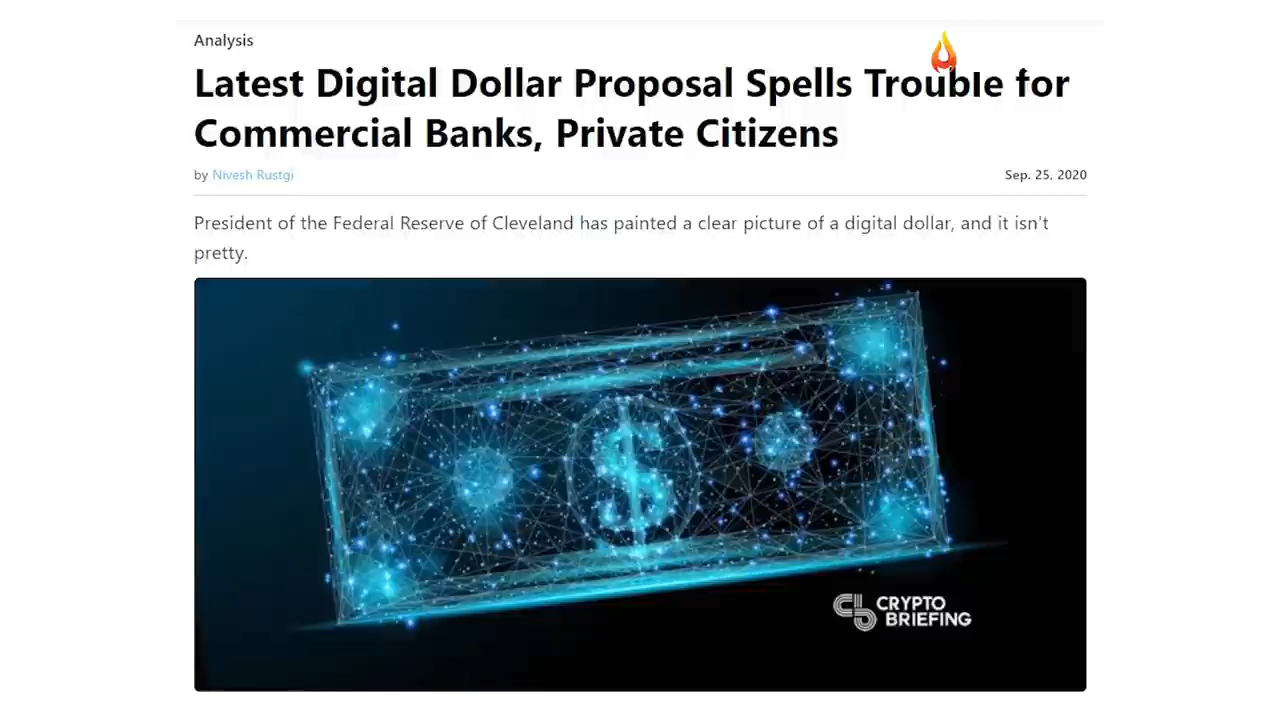 Analysis
Latest Digital Dollar Proposal Spells Trouble for
Commercial Banks, Private Citizens
by Nivesh Rustgi
Sep. 25, 2020
President of the Federal Reserve of Cleveland has painted a clear picture of a digital dollar, and it isn't
pretty.
$
CRYPTO
BRIEFING